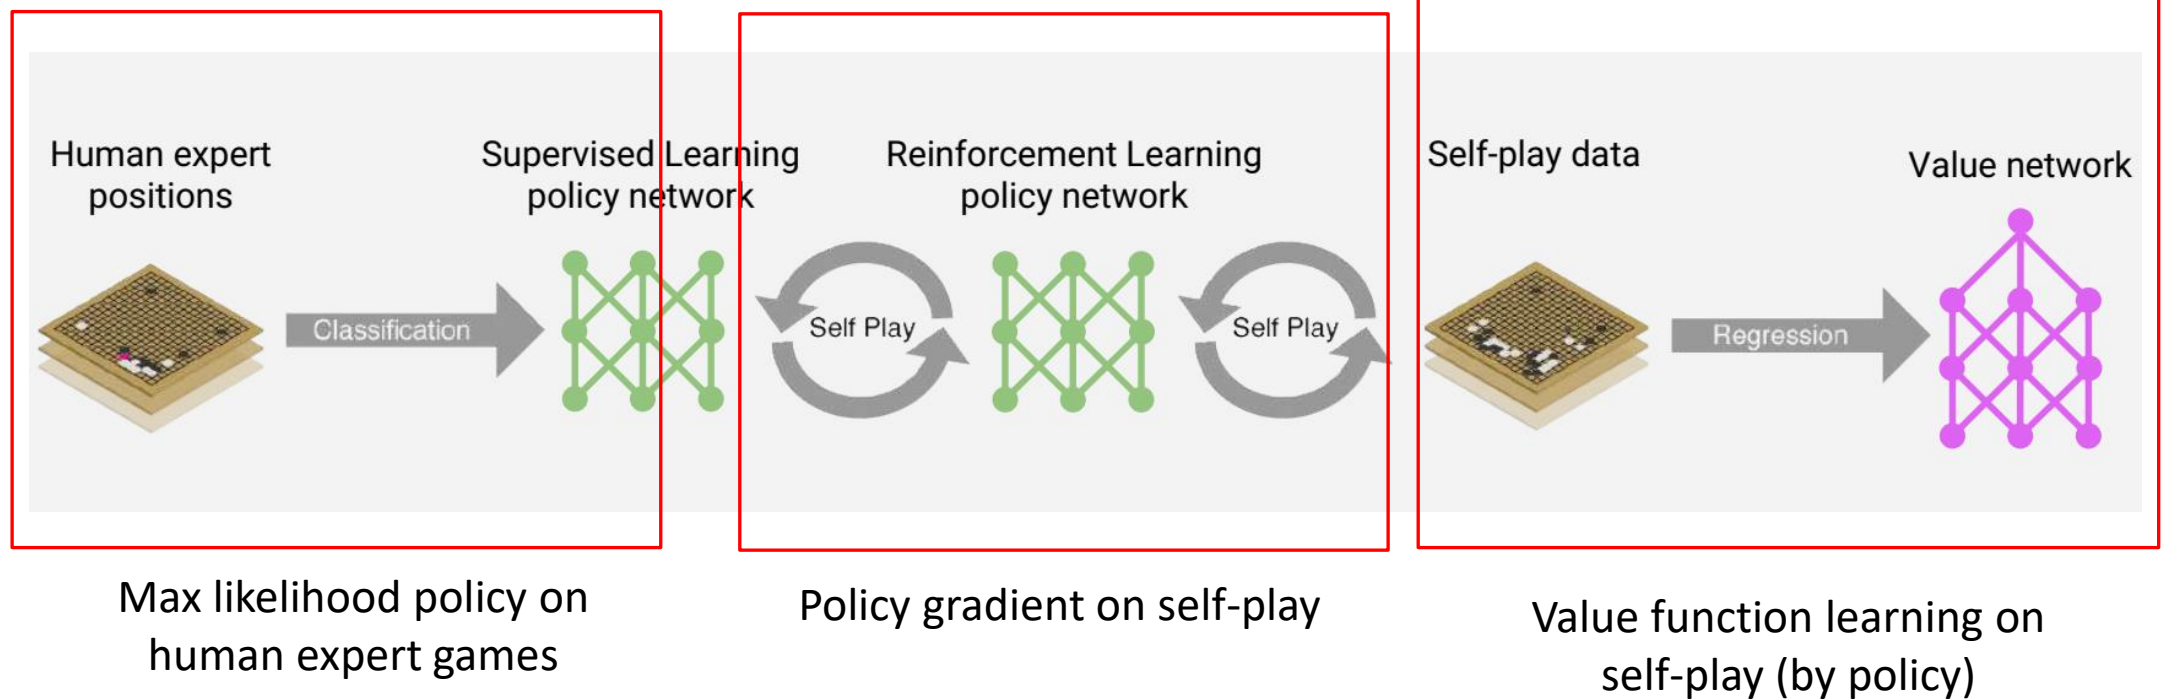 Human expert
positions
Classification
Supervised Learning
policy network
Self Play
Reinforcement Learning
policy network
Self Play
Self-play data
Regression
Value network
Max likelihood policy on
human expert games
Policy gradient on self-play
Value function learning on
self-play (by policy)